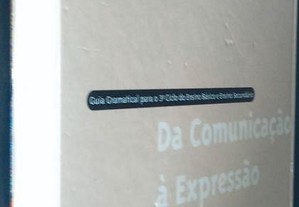 Guia Gramatical para o 3º Ciclo do Ensino Básico e Ensino Secundário
Da Comunicação
à Expressão